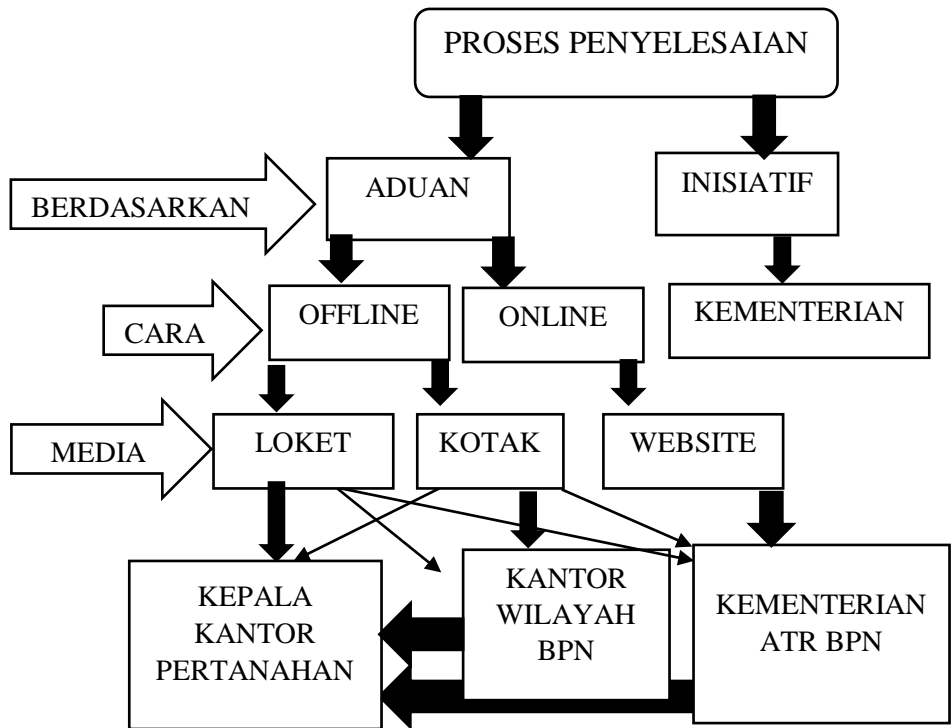 PROSES PENYELESAIAN
BERDASARKAN
ADUAN
INISIATIF
CARA
OFFLINE
ONLINE
KEMENTERIAN
MEDIA
LOKET
KOTAK
WEBSITE
KEPALA
KANTOR
PERTANAHAN
KANTOR
WILAYAH
BPN
KEMENTERIAN
ATR BPN